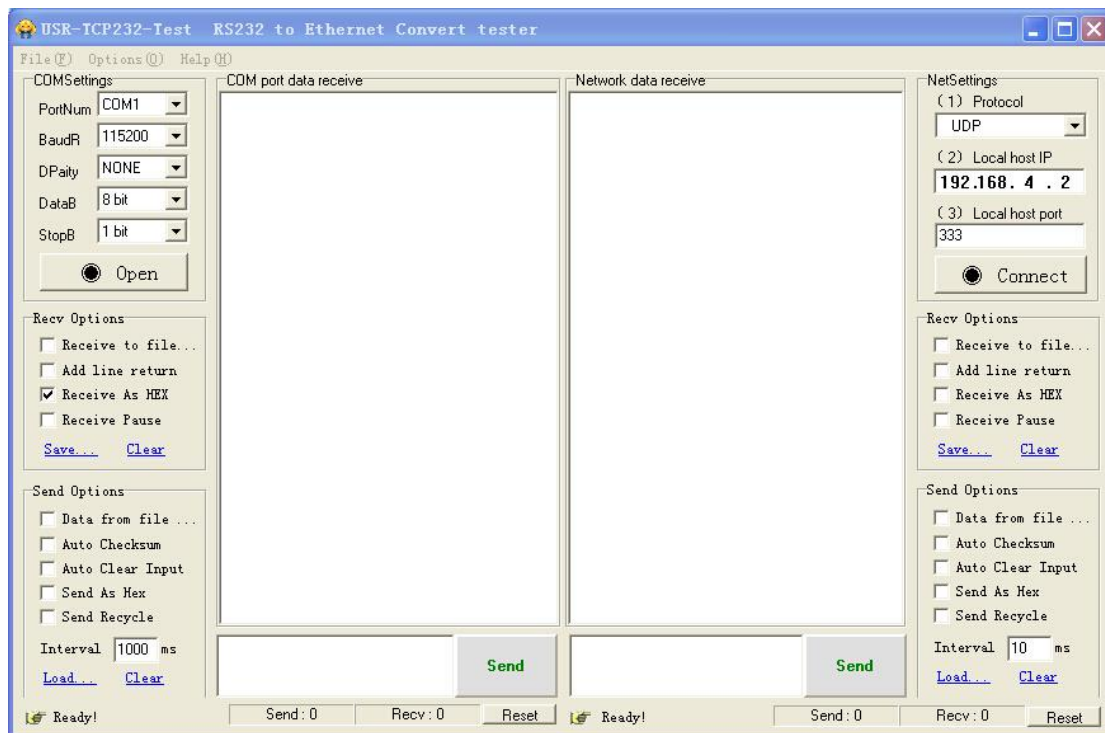 USR-TCP232-Test RS232 to Ethernet Convert tester
File(F) Options(O) Help(H)
COMSettings
PortNum COM1
BaudR 115200
DPaity NONE
DataB 8 bit
StopB 1 bit
Open
Recv Options
Receive to file...
Add line return
Receive As HEX
Receive Pause
Save... Clear
Send Options
Data from file ...
Auto Checksum
Auto Clear Input
Send As Hex
Send Recycle
Interval 1000 ms
Load... Clear
COM port data receive
Send
Ready! Send : 0 Recv : 0 Reset
Network data receive
Send
Ready! Send : 0 Recv : 0 Reset
NetSettings
(1) Protocol
UDP
(2) Local host IP
192.168. 4 . 2
(3) Local host port
333
Connect
Recv Options
Receive to file...
Add line return
Receive As HEX
Receive Pause
Save... Clear
Send Options
Data from file ...
Auto Checksum
Auto Clear Input
Send As Hex
Send Recycle
Interval 10 ms
Load... Clear